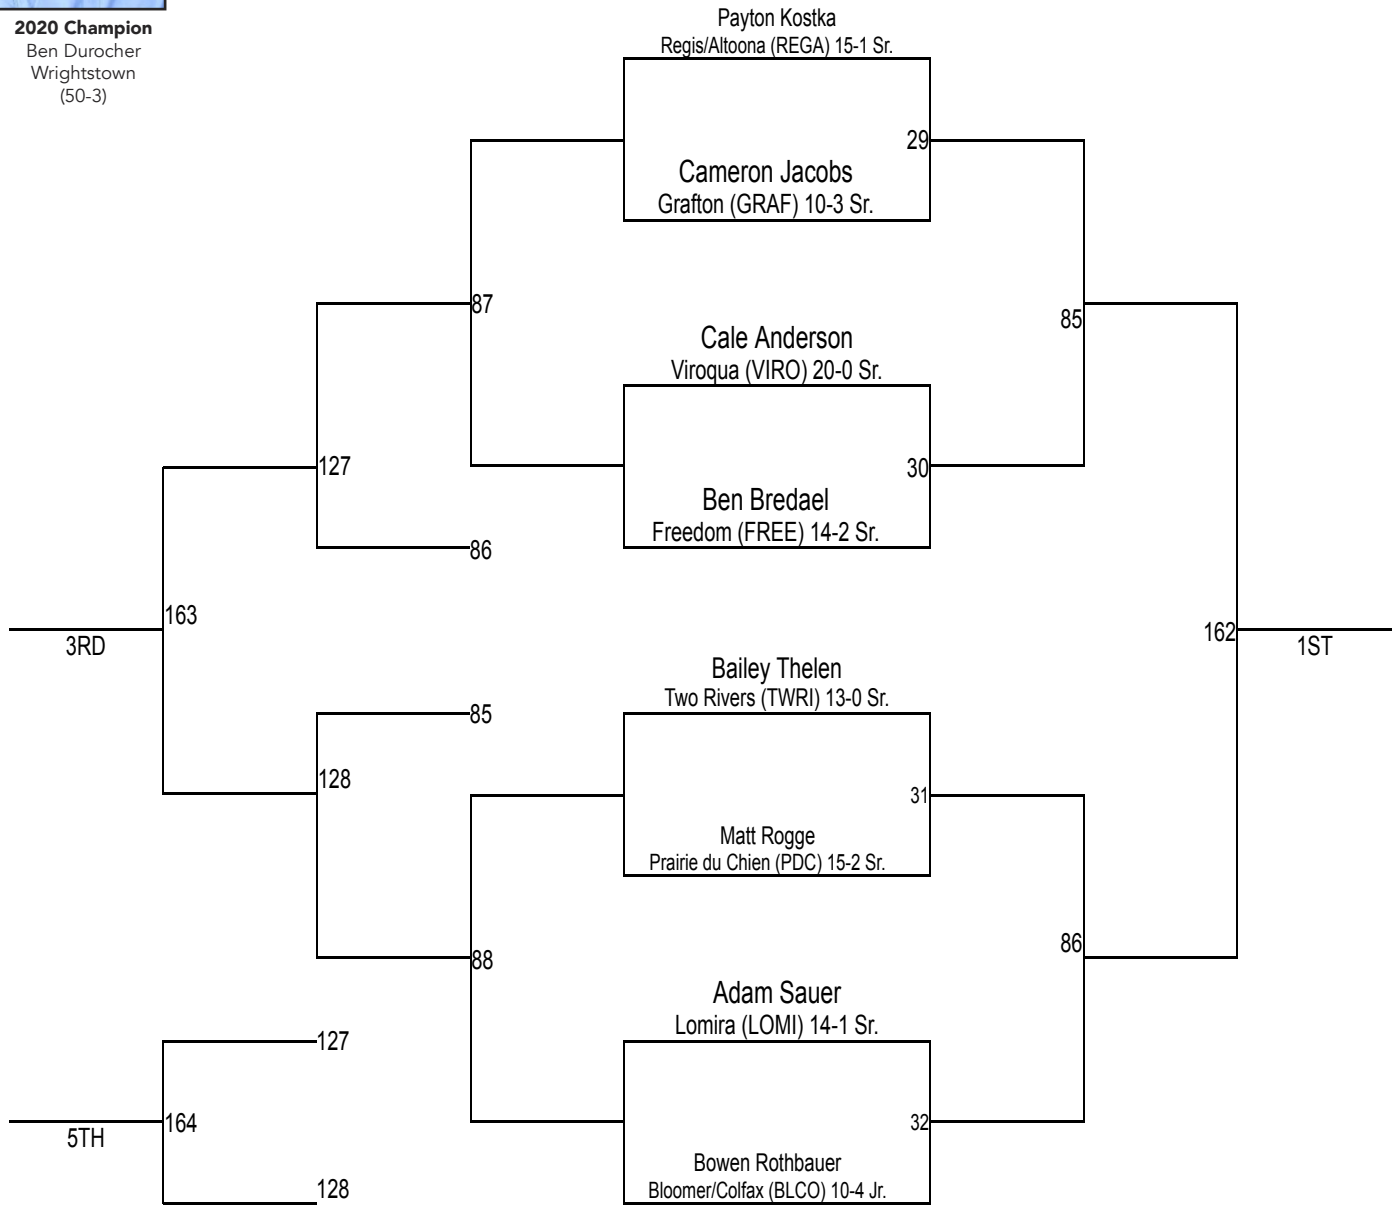 2020 Champion
Ben Durocher
Wrightstown
(50-3)
Payton Kostka
Regis/Altoona (REGA) 15-1 Sr.
29
Cameron Jacobs
Grafton (GRAF) 10-3 Sr.
87
85
Cale Anderson
Viroqua (VIRO) 20-0 Sr.
127
30
Ben Bredael
Freedom (FREE) 14-2 Sr.
86
163
3RD
162
1ST
Bailey Thelen
Two Rivers (TWRI) 13-0 Sr.
85
128
31
Matt Rogge
Prairie du Chien (PDC) 15-2 Sr.
88
86
Adam Sauer
Lomira (LOMI) 14-1 Sr.
127
164
5TH
32
Bowen Rothbauer
Bloomer/Colfax (BLCO) 10-4 Jr.
128